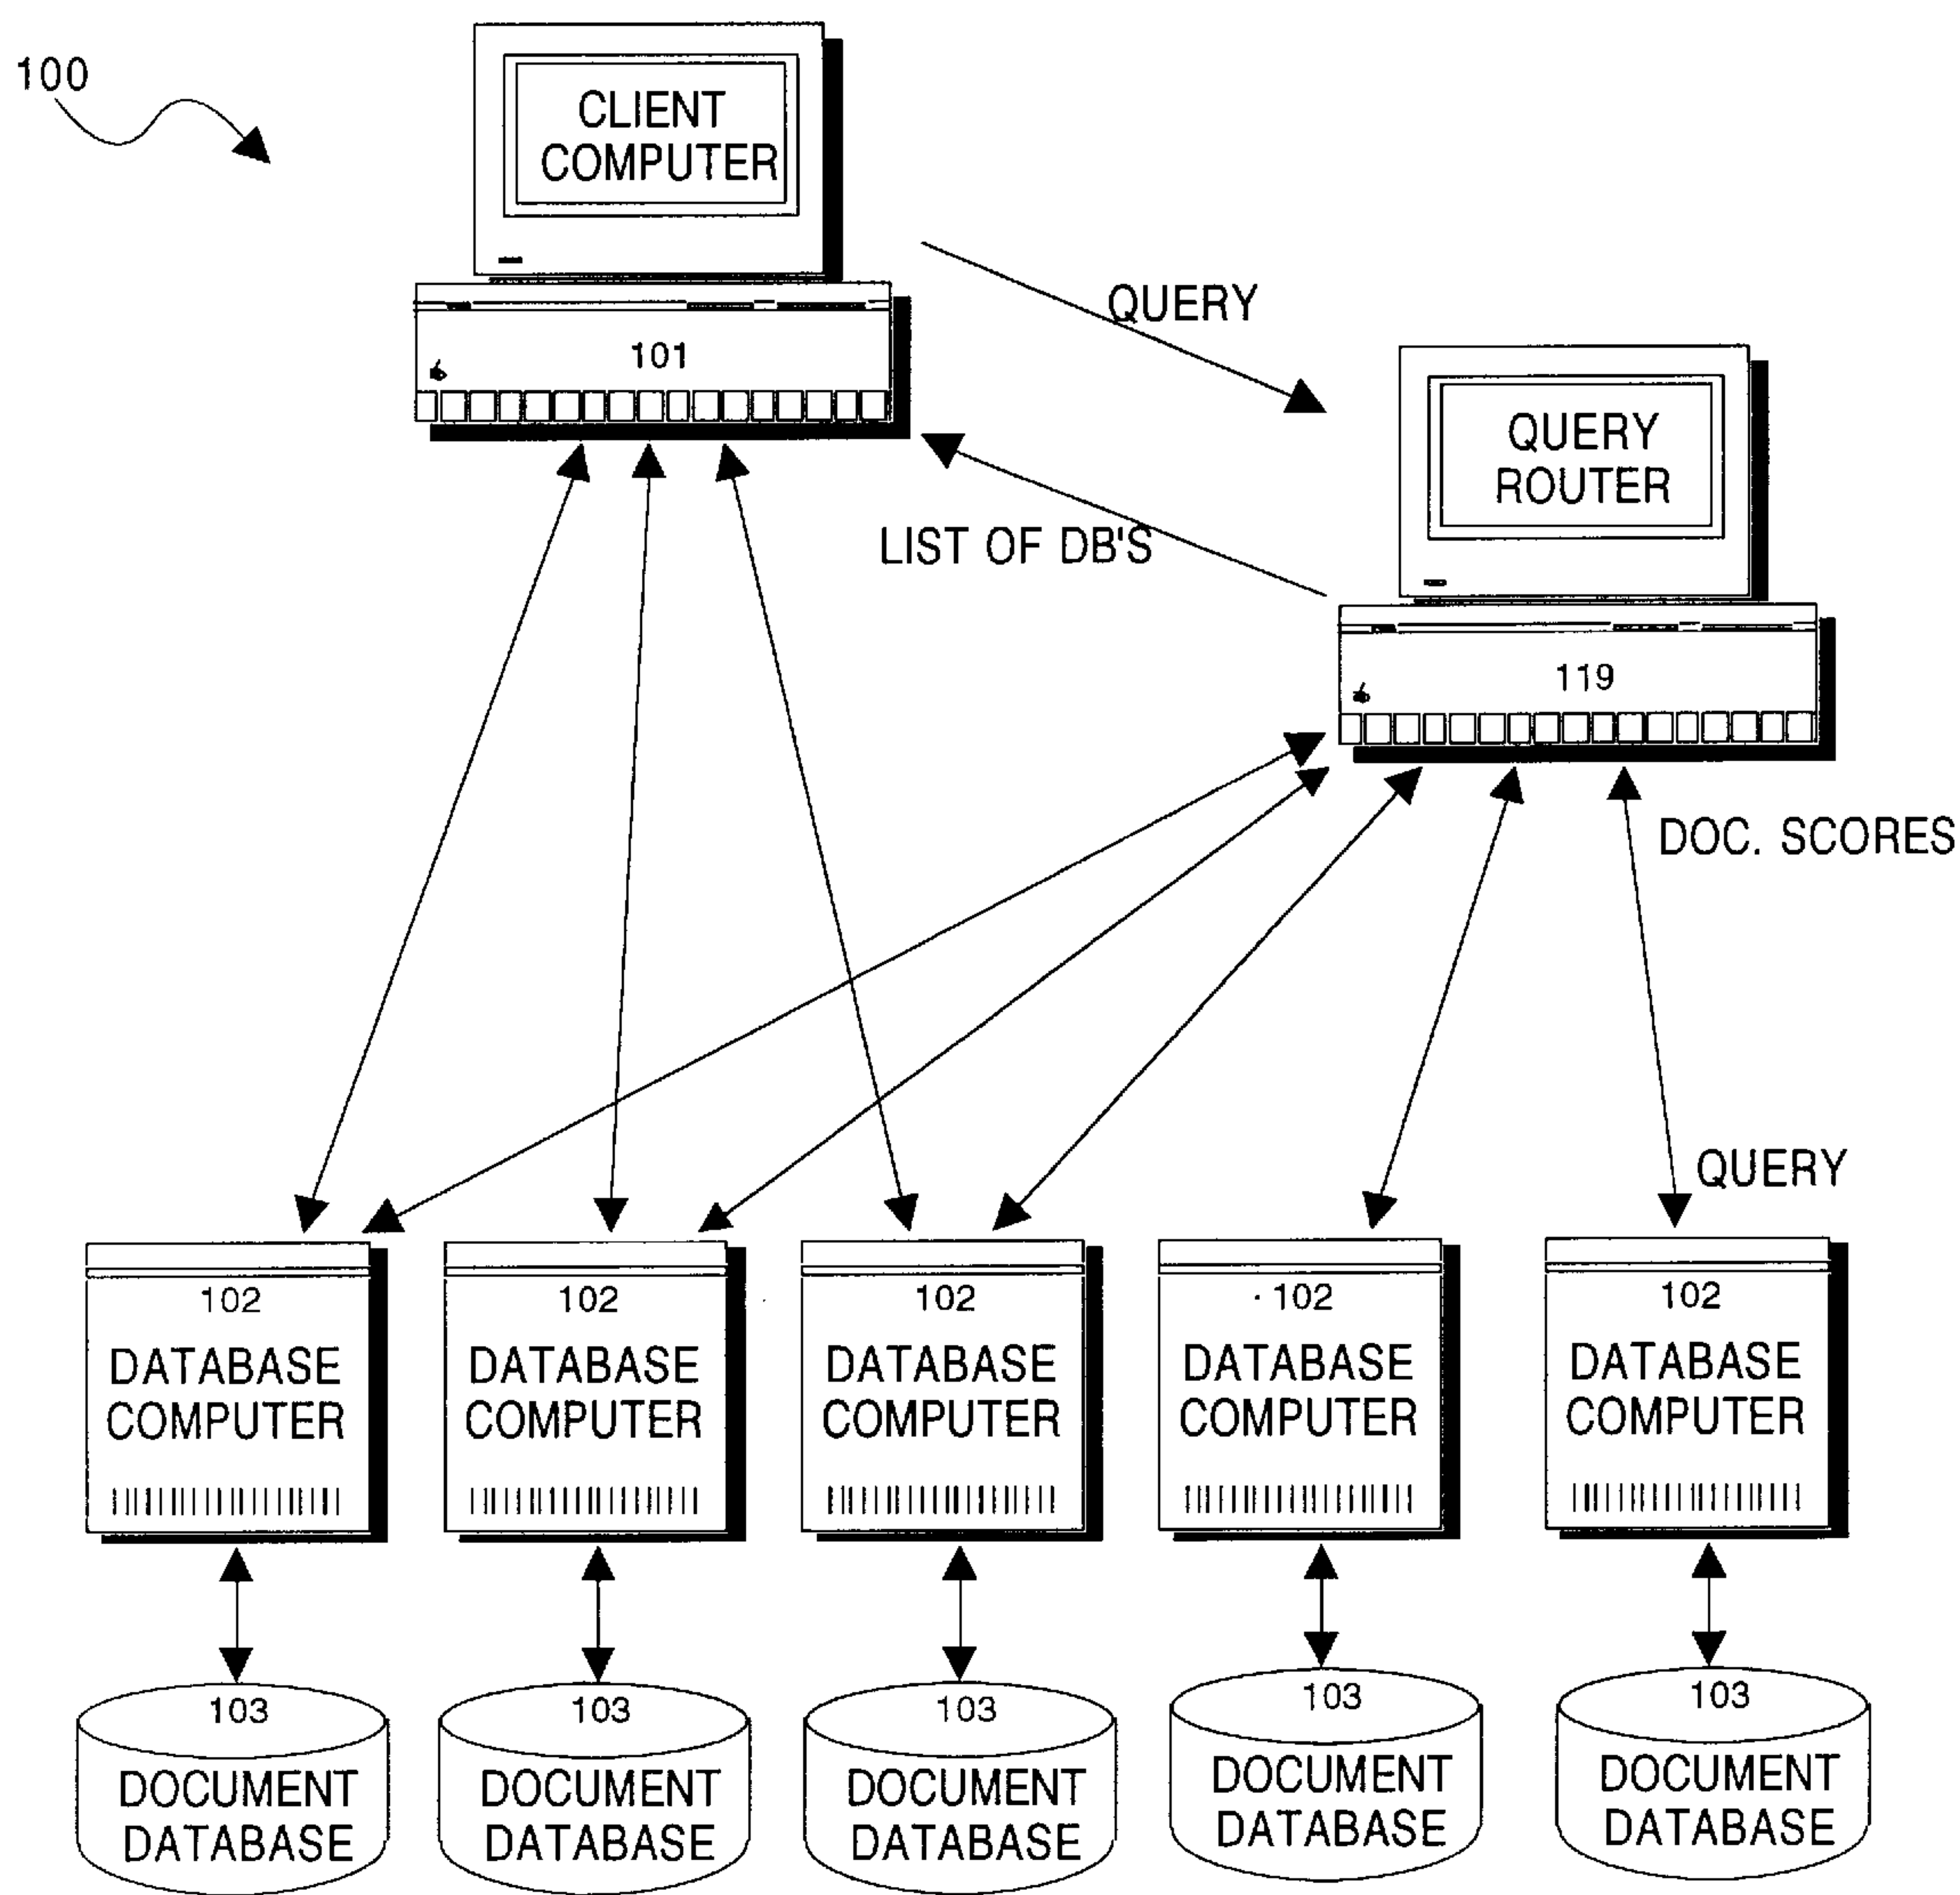 100
CLIENT
COMPUTER
101
QUERY
QUERY
ROUTER
LIST OF DB'S
119
DOC. SCORES
QUERY
102
DATABASE
COMPUTER
102
DATABASE
COMPUTER
102
DATABASE
COMPUTER
102
DATABASE
COMPUTER
102
DATABASE
COMPUTER
103
DOCUMENT
DATABASE
103
DOCUMENT
DATABASE
103
DOCUMENT
DATABASE
103
DOCUMENT
DATABASE
103
DOCUMENT
DATABASE